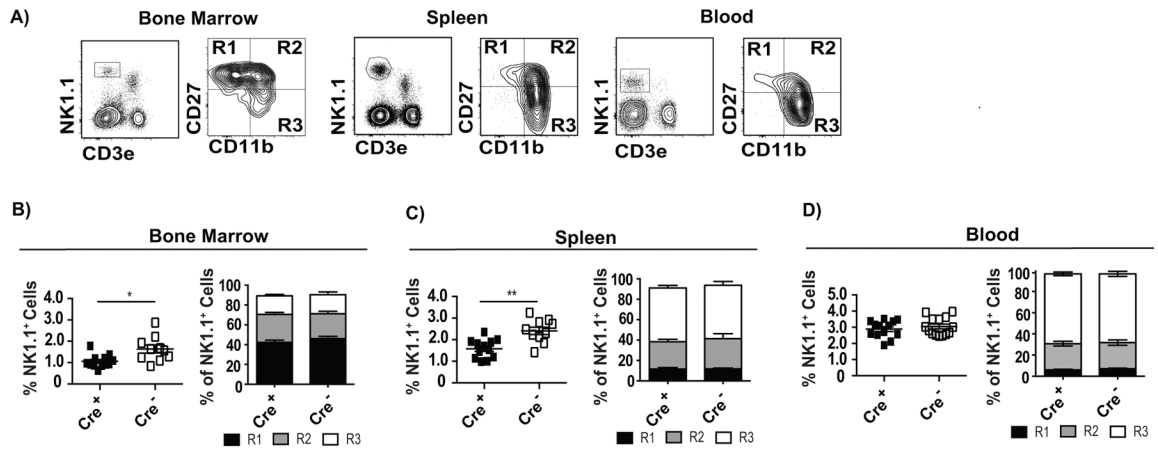 A)
Bone Marrow
Spleen
Blood
NK1.1
CD3e
R1
R2
R3
CD27
CD11b
NK1.1
CD3e
R1
R2
R3
CD27
CD11b
NK1.1
CD3e
R1
R2
R3
CD27
CD11b
B)
Bone Marrow
% NK1.1+ Cells
4.0
3.0
2.0
1.0
0
*
Cre +
Cre -
% of NK1.1+ Cells
100
80
60
40
20
0
Cre +
Cre -
R1 R2 R3
C)
Spleen
% NK1.1+ Cells
4.0
3.0
2.0
1.0
0
**
Cre +
Cre -
% of NK1.1+ Cells
100
80
60
40
20
0
Cre +
Cre -
R1 R2 R3
D)
Blood
% NK1.1+ Cells
5.0
4.0
3.0
2.0
1.0
0
Cre +
Cre -
% of NK1.1+ Cells
100
80
60
40
20
0
Cre +
Cre -
R1 R2 R3